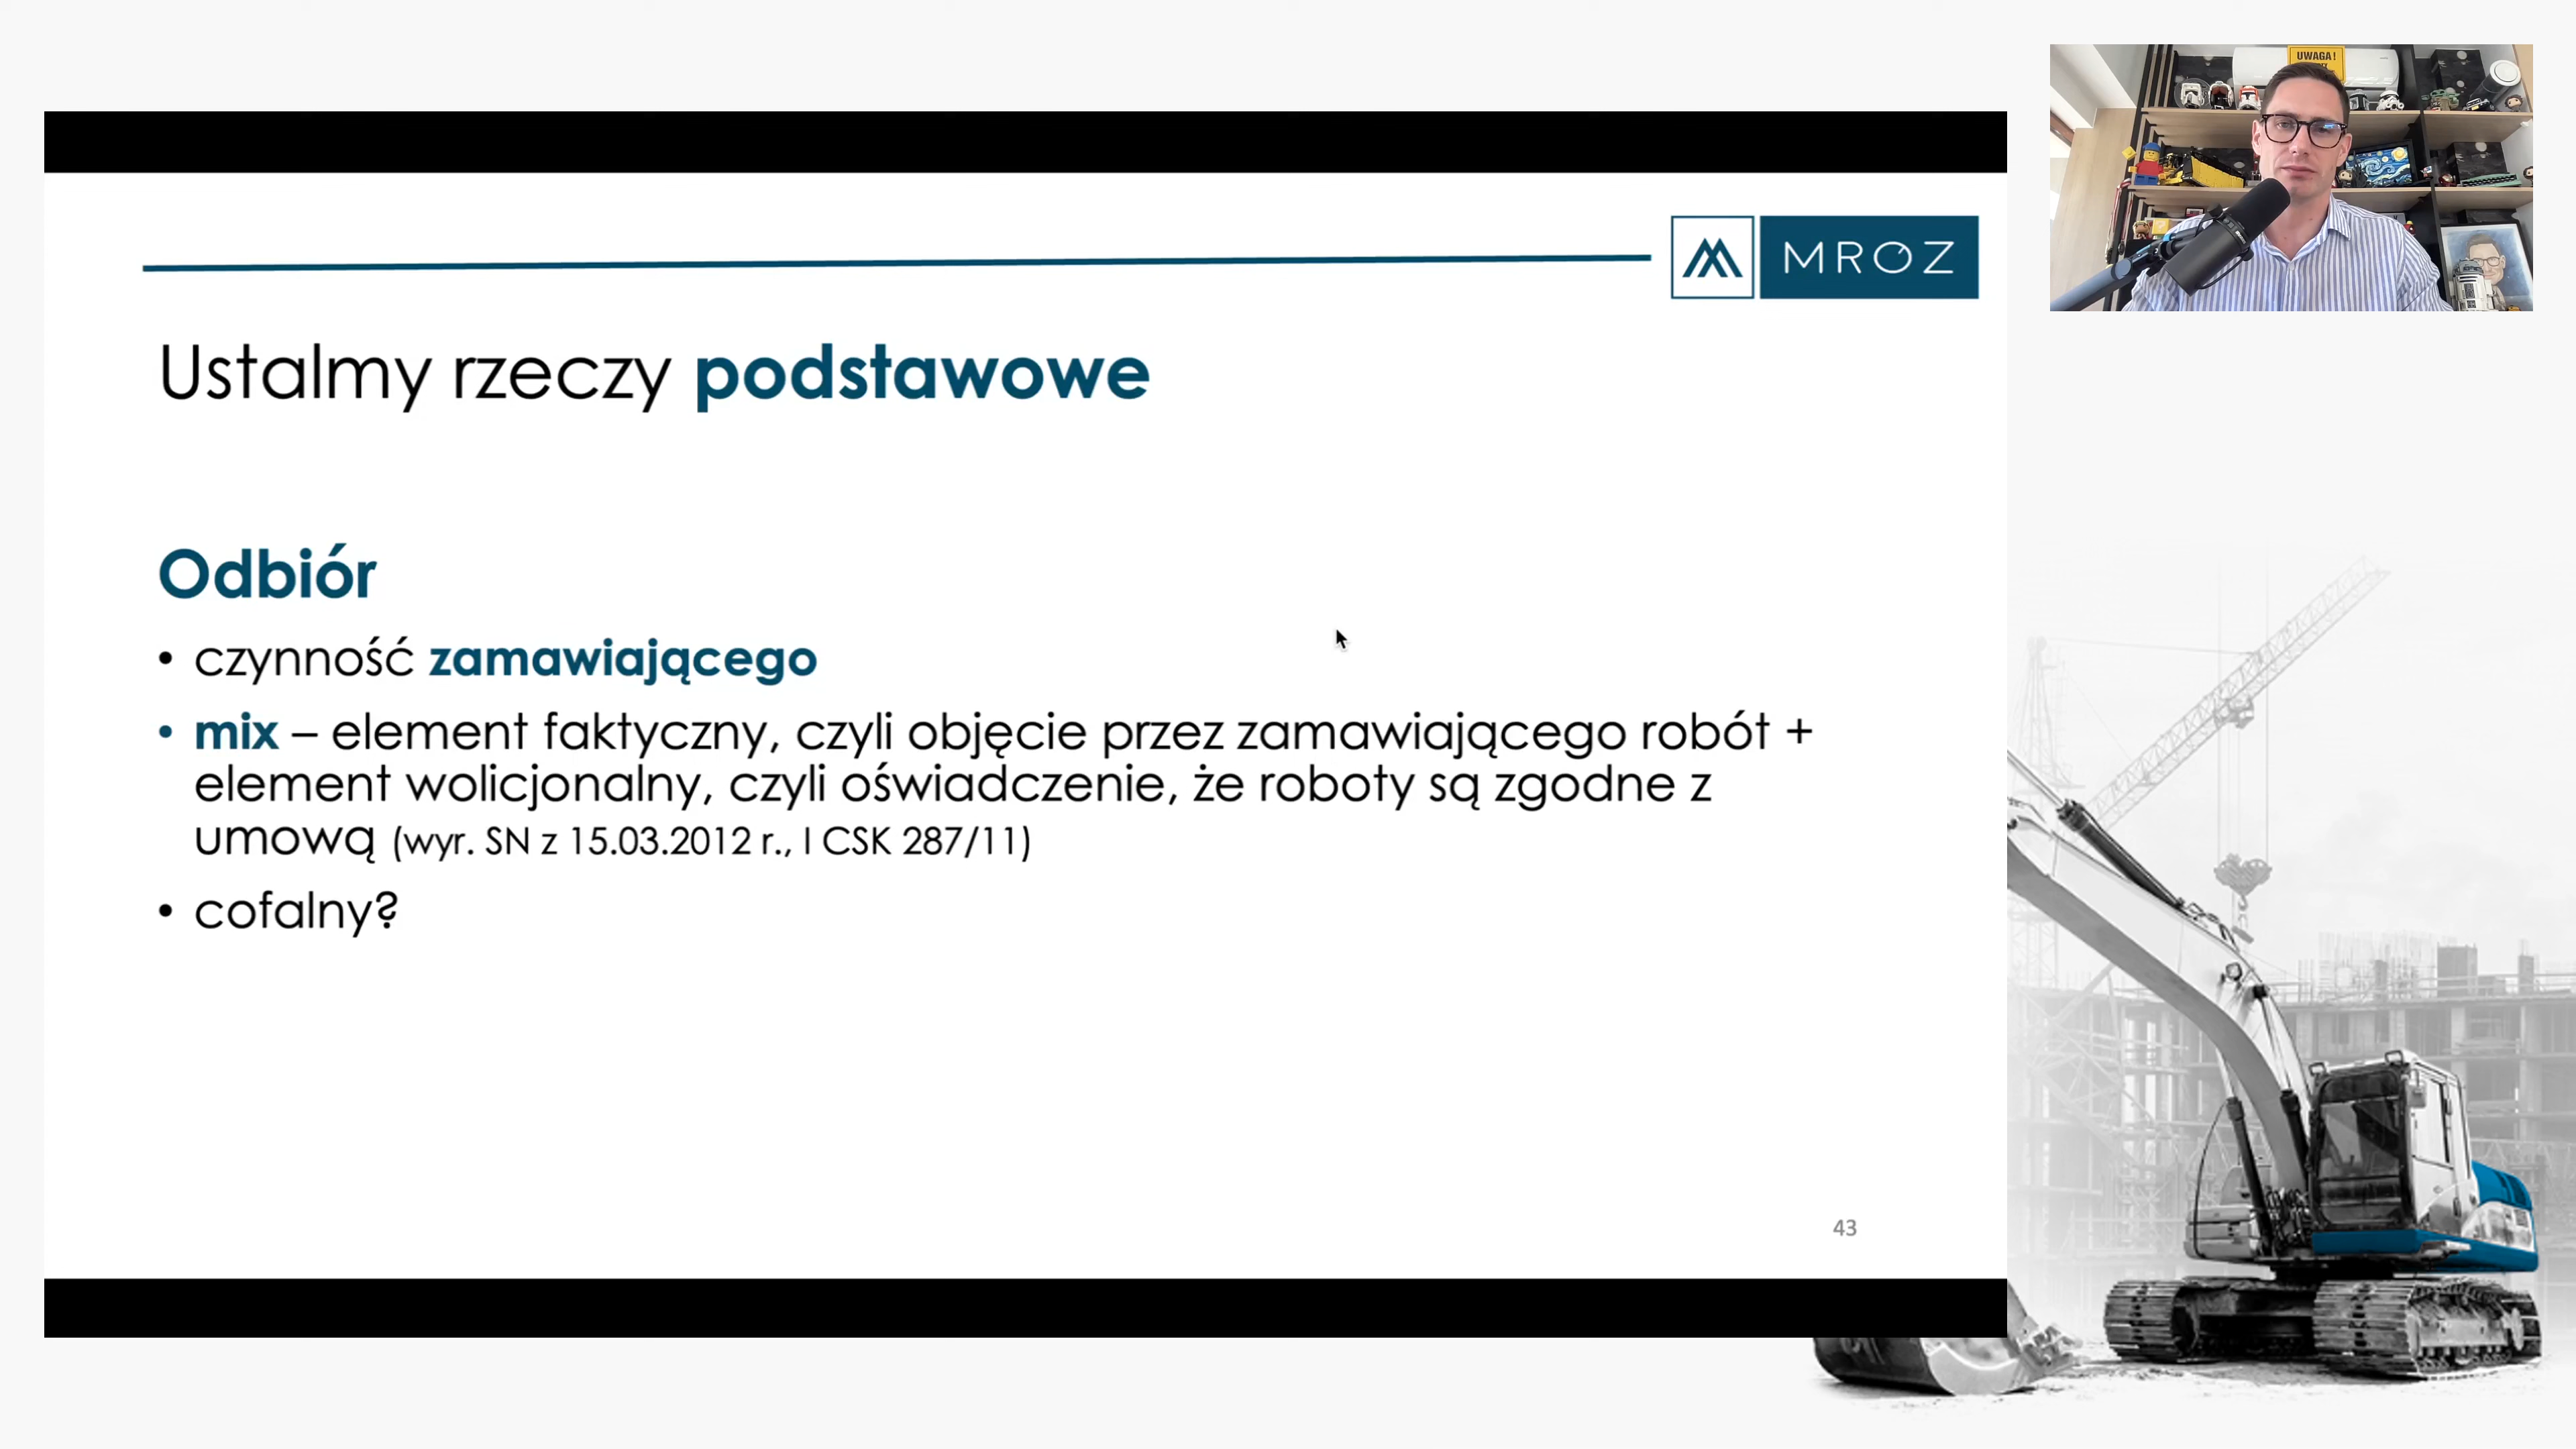 UWAGA!
MROZ
Ustalmy rzeczy podstawowe
Odbiór
• czynność zamawiającego
• mix – element faktyczny, czyli objęcie przez zamawiającego robót +
element wolicjonalny, czyli oświadczenie, że roboty są zgodne z
umową (wyr. SN z 15.03.2012 r., I CSK 287/11)
• cofalny?
43